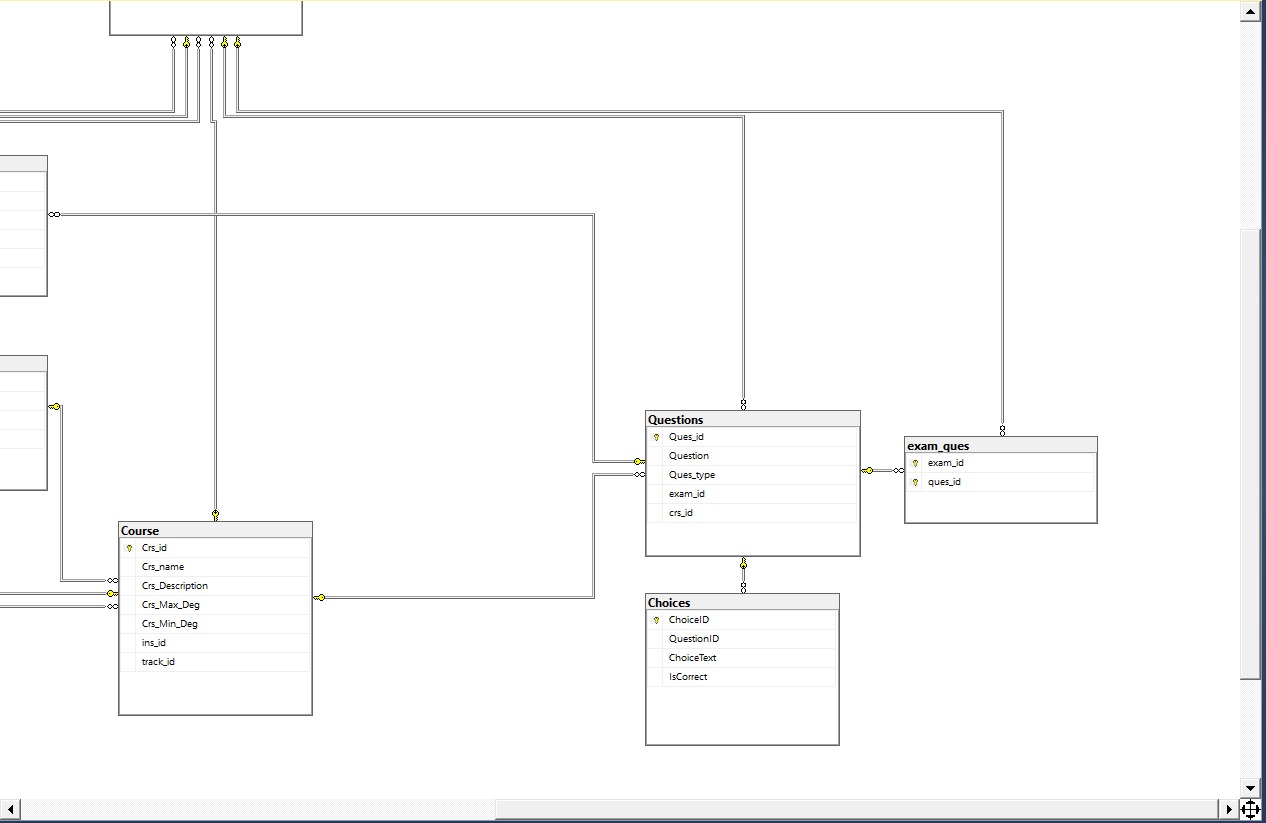 Questions
Ques_id
Question
Ques_type
exam_id
crs_id
exam_ques
exam_id
ques_id
Course
Crs_id
Crs_name
Crs_Description
Crs_Max_Deg
Crs_Min_Deg
ins_id
track_id
Choices
ChoiceID
QuestionID
ChoiceText
IsCorrect